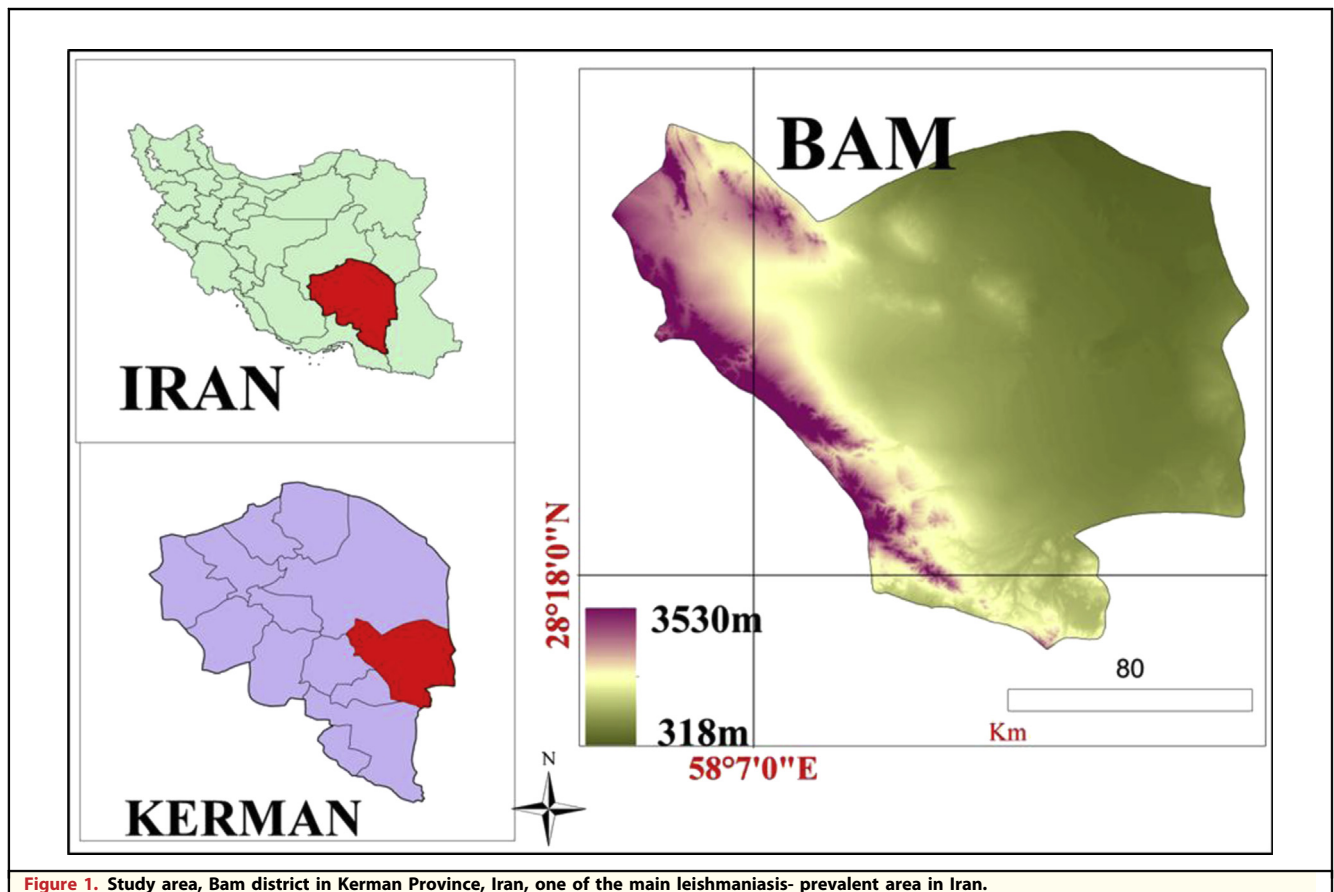 IRAN
KERMAN
BAM
28°18'0"N
3530m
318m
58°7'0"E
80
Km
N
Figure 1. Study area, Bam district in Kerman Province, Iran, one of the main leishmaniasis- prevalent area in Iran.